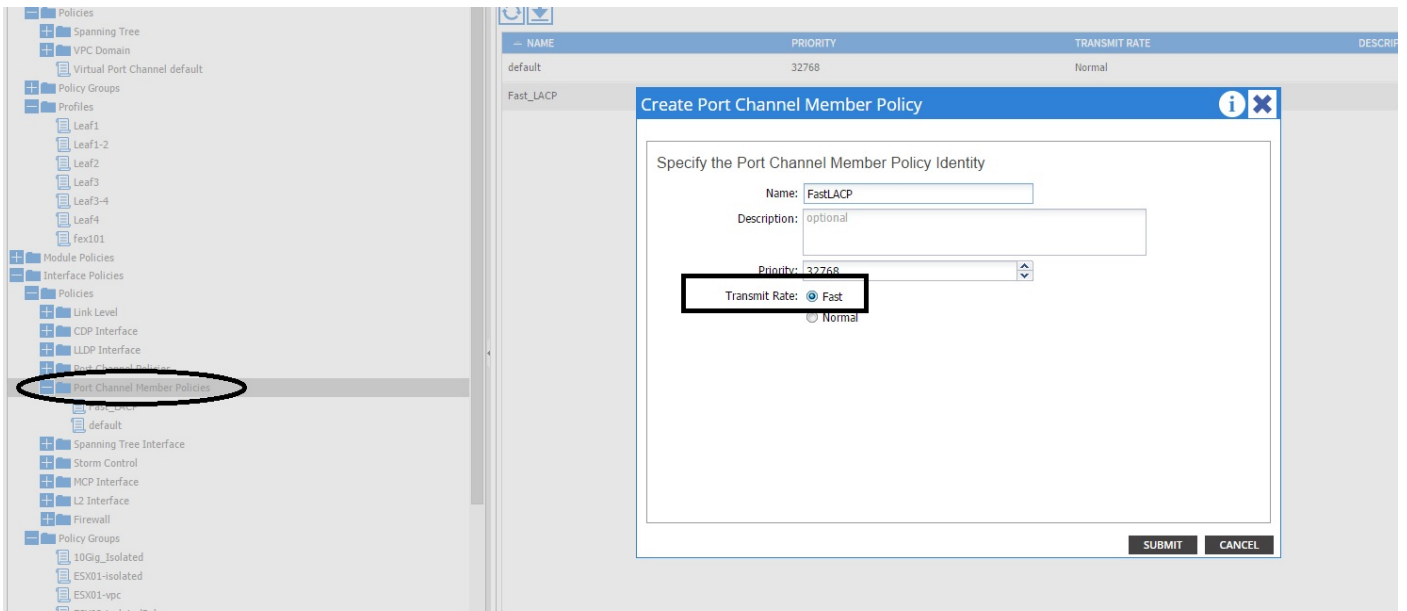 Policies
Spanning Tree
VPC Domain
Virtual Port Channel default
Policy Groups
Profiles
Leaf1
Leaf1-2
Leaf2
Leaf3
Leaf3-4
Leaf4
fex101
Module Policies
Interface Policies
Policies
Link Level
CDP Interface
LLDP Interface
Port Channel Policies
Port Channel Member Policies
Fast_LACP
default
Spanning Tree Interface
Storm Control
MCP Interface
L2 Interface
Firewall
Policy Groups
10Gig_Isolated
ESX01-isolated
ESX01-vpc
NAME PRIORITY TRANSMIT RATE
default 32768 Normal
Fast_LACP
Create Port Channel Member Policy
Specify the Port Channel Member Policy Identity
Name: FastLACP
Description: optional
Priority: 32768
Transmit Rate: Fast
Normal
SUBMIT CANCEL